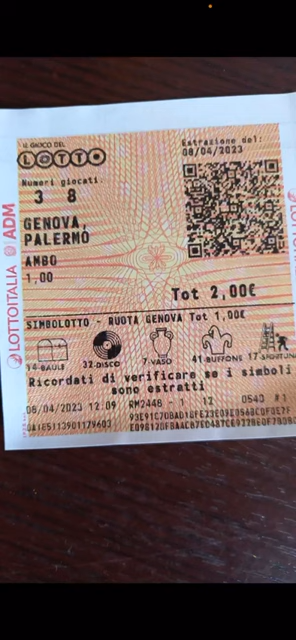 IL GIOCO DEL
LOTTO
Estrazione del:
08/04/2023
Numeri giocati:
3 8
GENOVA,
PALERMO
AMBO
1,00
Tot 2,00€
LOTTOITALIA ADM
SIMBOLOTTO - RUOTA GENOVA Tot 1,00€
14-BAULE 32-DISCO 7-VASO 41-BUFFONE 17-SFORTUNA
Ricordati di verificare se i simboli
sono estratti
08/04/2023 12:09 RM2448 - 1 12 0540 #1